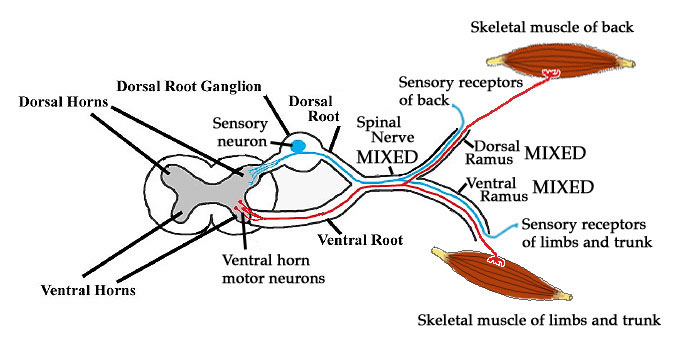 Skeletal muscle of back
Dorsal Root Ganglion
Sensory receptors
of back
Dorsal Horns
Dorsal
Root
Sensory
neuron
Spinal
Nerve
MIXED
Dorsal
Ramus MIXED
Ventral
Ramus MIXED
Sensory receptors
of limbs and trunk
Ventral Root
Ventral horn
motor neurons
Ventral Horns
Skeletal muscle of limbs and trunk